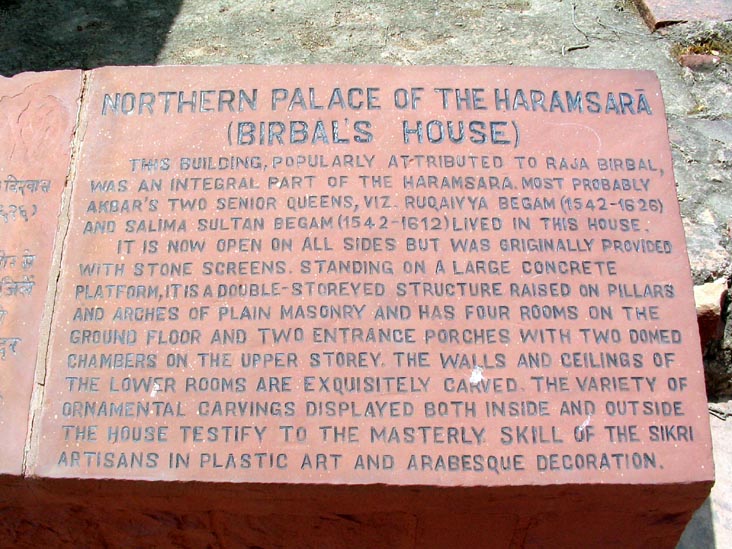 NORTHERN PALACE OF THE HARAMSARĀ
(BIRBAL'S HOUSE)
THIS BUILDING, POPULARLY ATTRIBUTED TO RAJA BIRBAL,
WAS AN INTEGRAL PART OF THE HARAMSARA. MOST PROBABLY
AKBAR'S TWO SENIOR QUEENS, VIZ. RUQAIYYA BEGAM (1542-1626)
AND SALIMA SULTAN BEGAM (1542-1612) LIVED IN THIS HOUSE.
IT IS NOW OPEN ON ALL SIDES BUT WAS ORIGINALLY PROVIDED
WITH STONE SCREENS. STANDING ON A LARGE CONCRETE
PLATFORM, IT IS A DOUBLE-STOREYED STRUCTURE RAISED ON PILLARS
AND ARCHES OF PLAIN MASONRY AND HAS FOUR ROOMS ON THE
GROUND FLOOR AND TWO ENTRANCE PORCHES WITH TWO DOMED
CHAMBERS ON THE UPPER STOREY. THE WALLS AND CEILINGS OF
THE LOWER ROOMS ARE EXQUISITELY CARVED. THE VARIETY OF
ORNAMENTAL CARVINGS DISPLAYED BOTH INSIDE AND OUTSIDE
THE HOUSE TESTIFY TO THE MASTERLY SKILL OF THE SIKRI
ARTISANS IN PLASTIC ART AND ARABESQUE DECORATION.